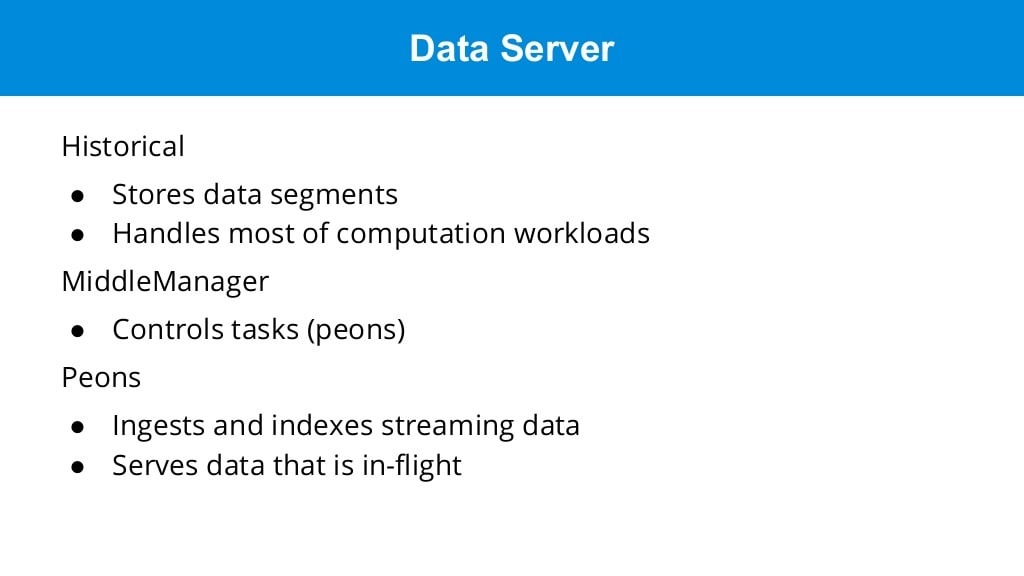 Data Server
Historical
● Stores data segments
● Handles most of computation workloads
MiddleManager
● Controls tasks (peons)
Peons
● Ingests and indexes streaming data
● Serves data that is in-flight